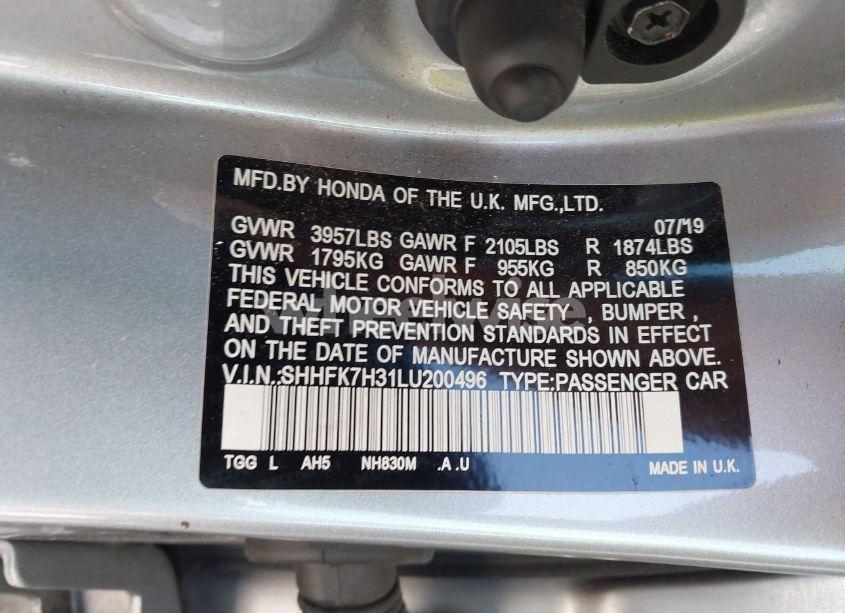 MFD.BY HONDA OF THE U.K. MFG.,LTD.
07/19
GVWR 3957LBS GAWR F 2105LBS R 1874LBS
GVWR 1795KG GAWR F 955KG R 850KG
THIS VEHICLE CONFORMS TO ALL APPLICABLE
FEDERAL MOTOR VEHICLE SAFETY , BUMPER ,
AND THEFT PREVENTION STANDARDS IN EFFECT
ON THE DATE OF MANUFACTURE SHOWN ABOVE.
V.I.N.:SHHFK7H31LU200496 TYPE:PASSENGER CAR
TGG L AH5 NH830M .A .U MADE IN U.K.